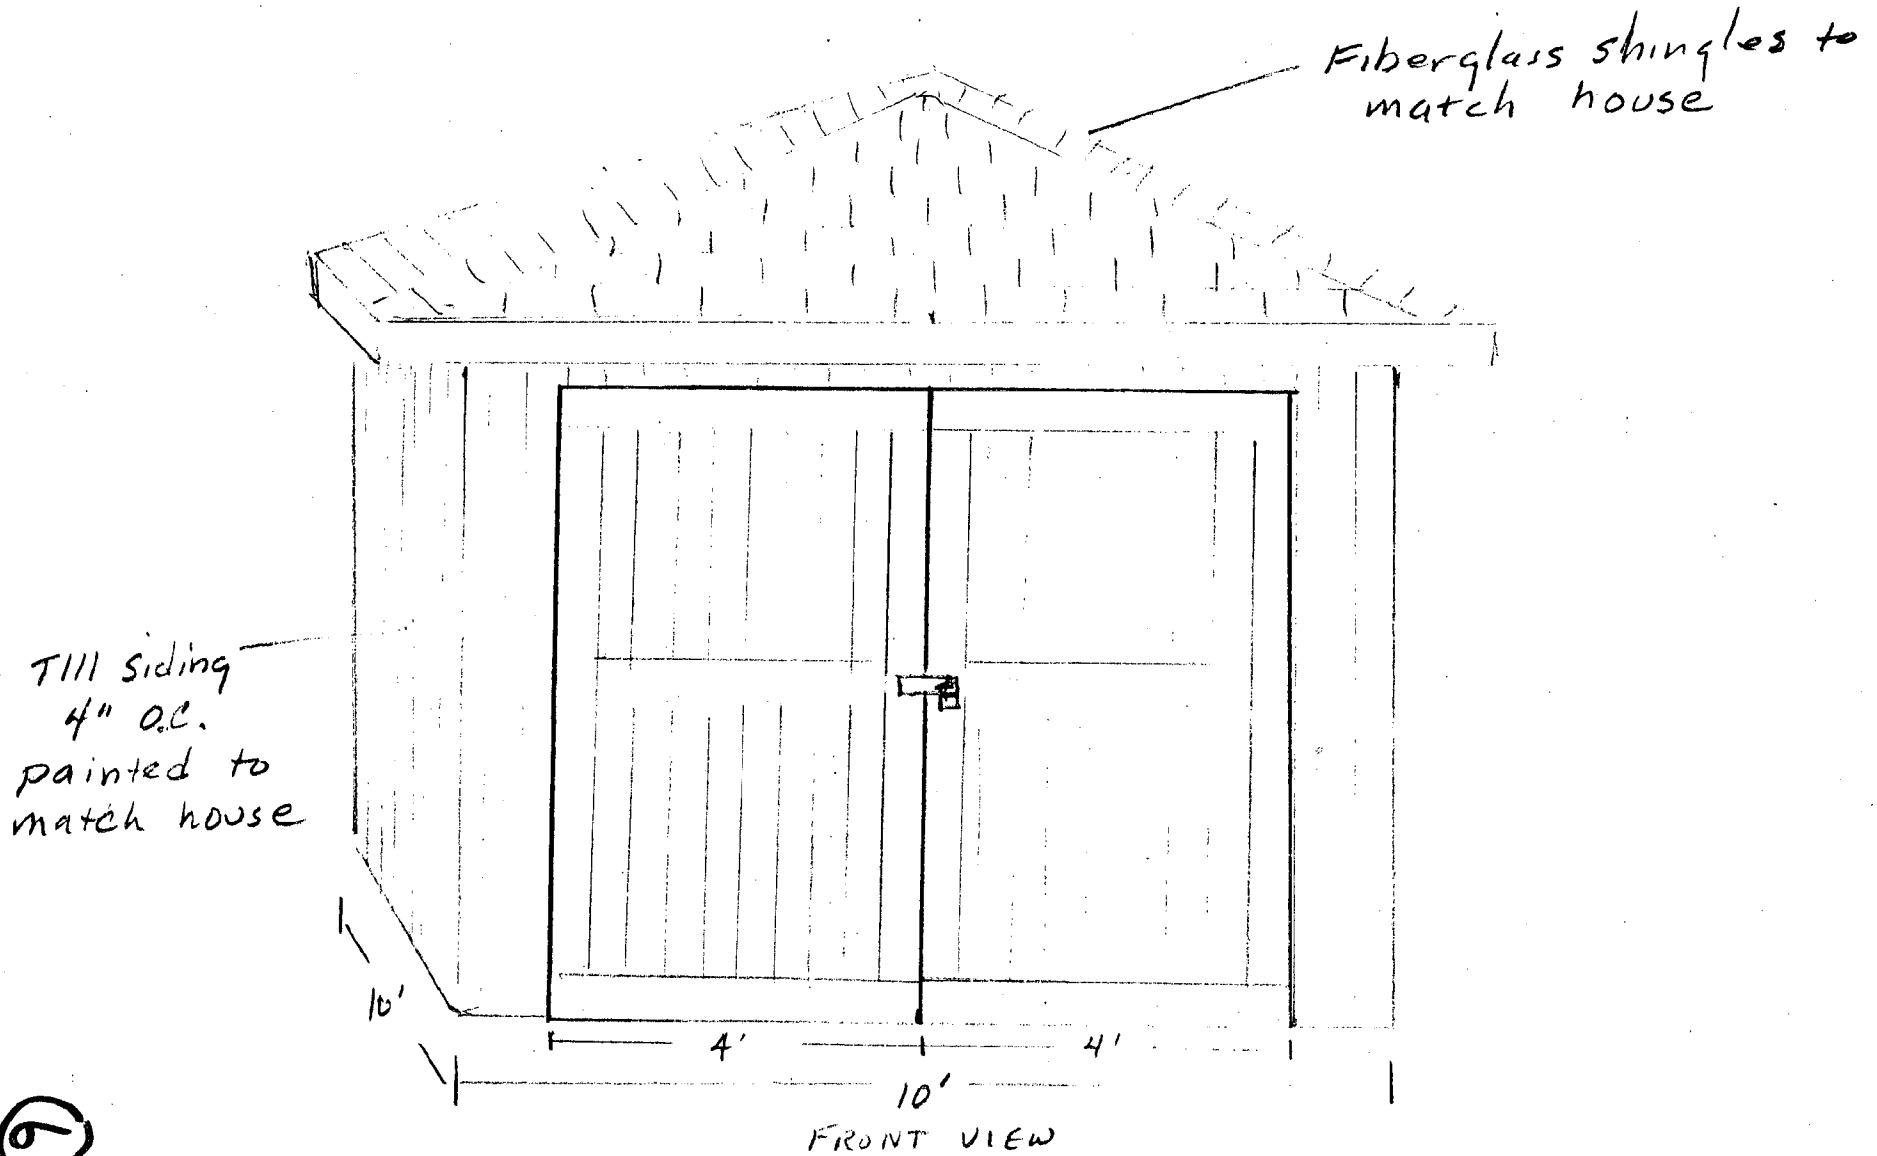 Fiberglass shingles to
match house
T111 siding
4" O.C.
painted to
match house
10'
4' 4'
10'
FRONT VIEW
6